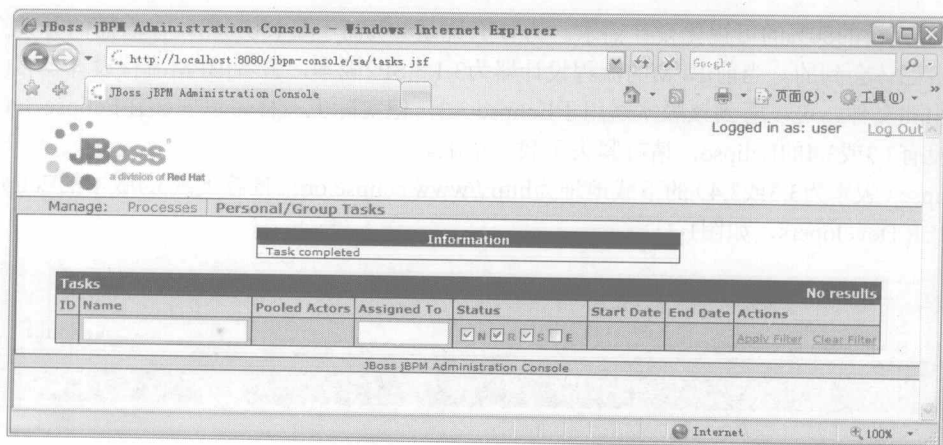 JBoss jBPM Administration Console - Windows Internet Explorer
http://localhost:8080/jbpm-console/sa/tasks.jsf
Google
JBoss jBPM Administration Console
页面(P)
工具(O)
Logged in as: user Log Out
JBoss
a division of Red Hat
Manage: Processes Personal/Group Tasks
Information
Task completed
Tasks No results
ID Name Pooled Actors Assigned To Status Start Date End Date Actions
N R S E Apply Filter Clear Filter
JBoss jBPM Administration Console
Internet 100%